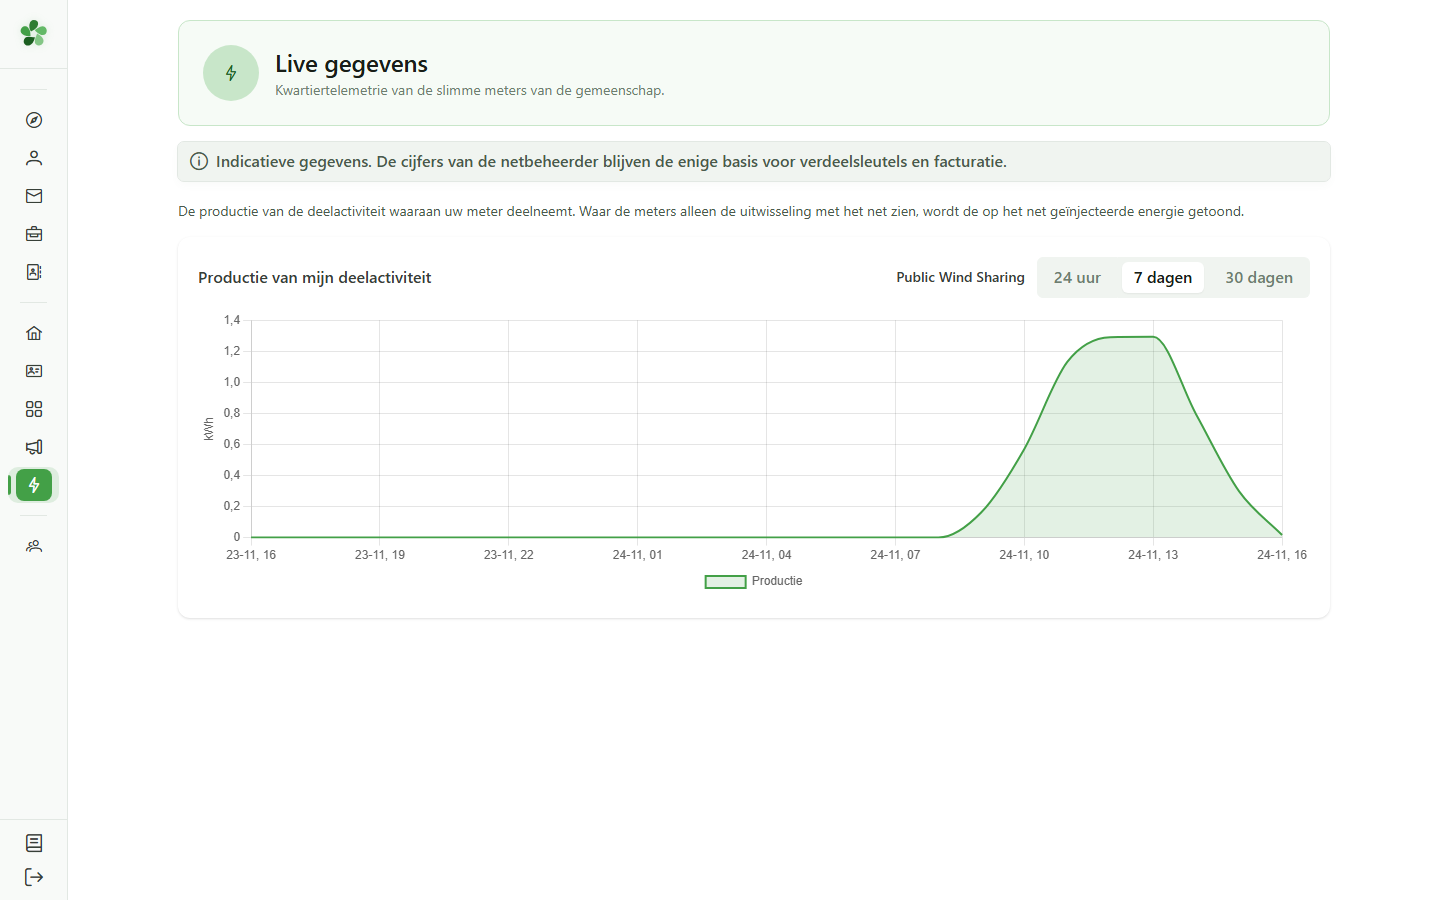 Live gegevens
Kwartiertelemetrie van de slimme meters van de gemeenschap.
Indicatieve gegevens. De cijfers van de netbeheerder blijven de enige basis voor verdeelsleutels en facturatie.
De productie van de deelactiviteit waaraan uw meter deelneemt. Waar de meters alleen de uitwisseling met het net zien, wordt de op het net geïnjecteerde energie getoond.
Productie van mijn deelactiviteit
Public Wind Sharing
24 uur
7 dagen
30 dagen
1,4
1,2
1,0
0,8
0,6
0,4
0,2
0
kWh
23-11, 16
23-11, 19
23-11, 22
24-11, 01
24-11, 04
24-11, 07
24-11, 10
24-11, 13
24-11, 16
Productie